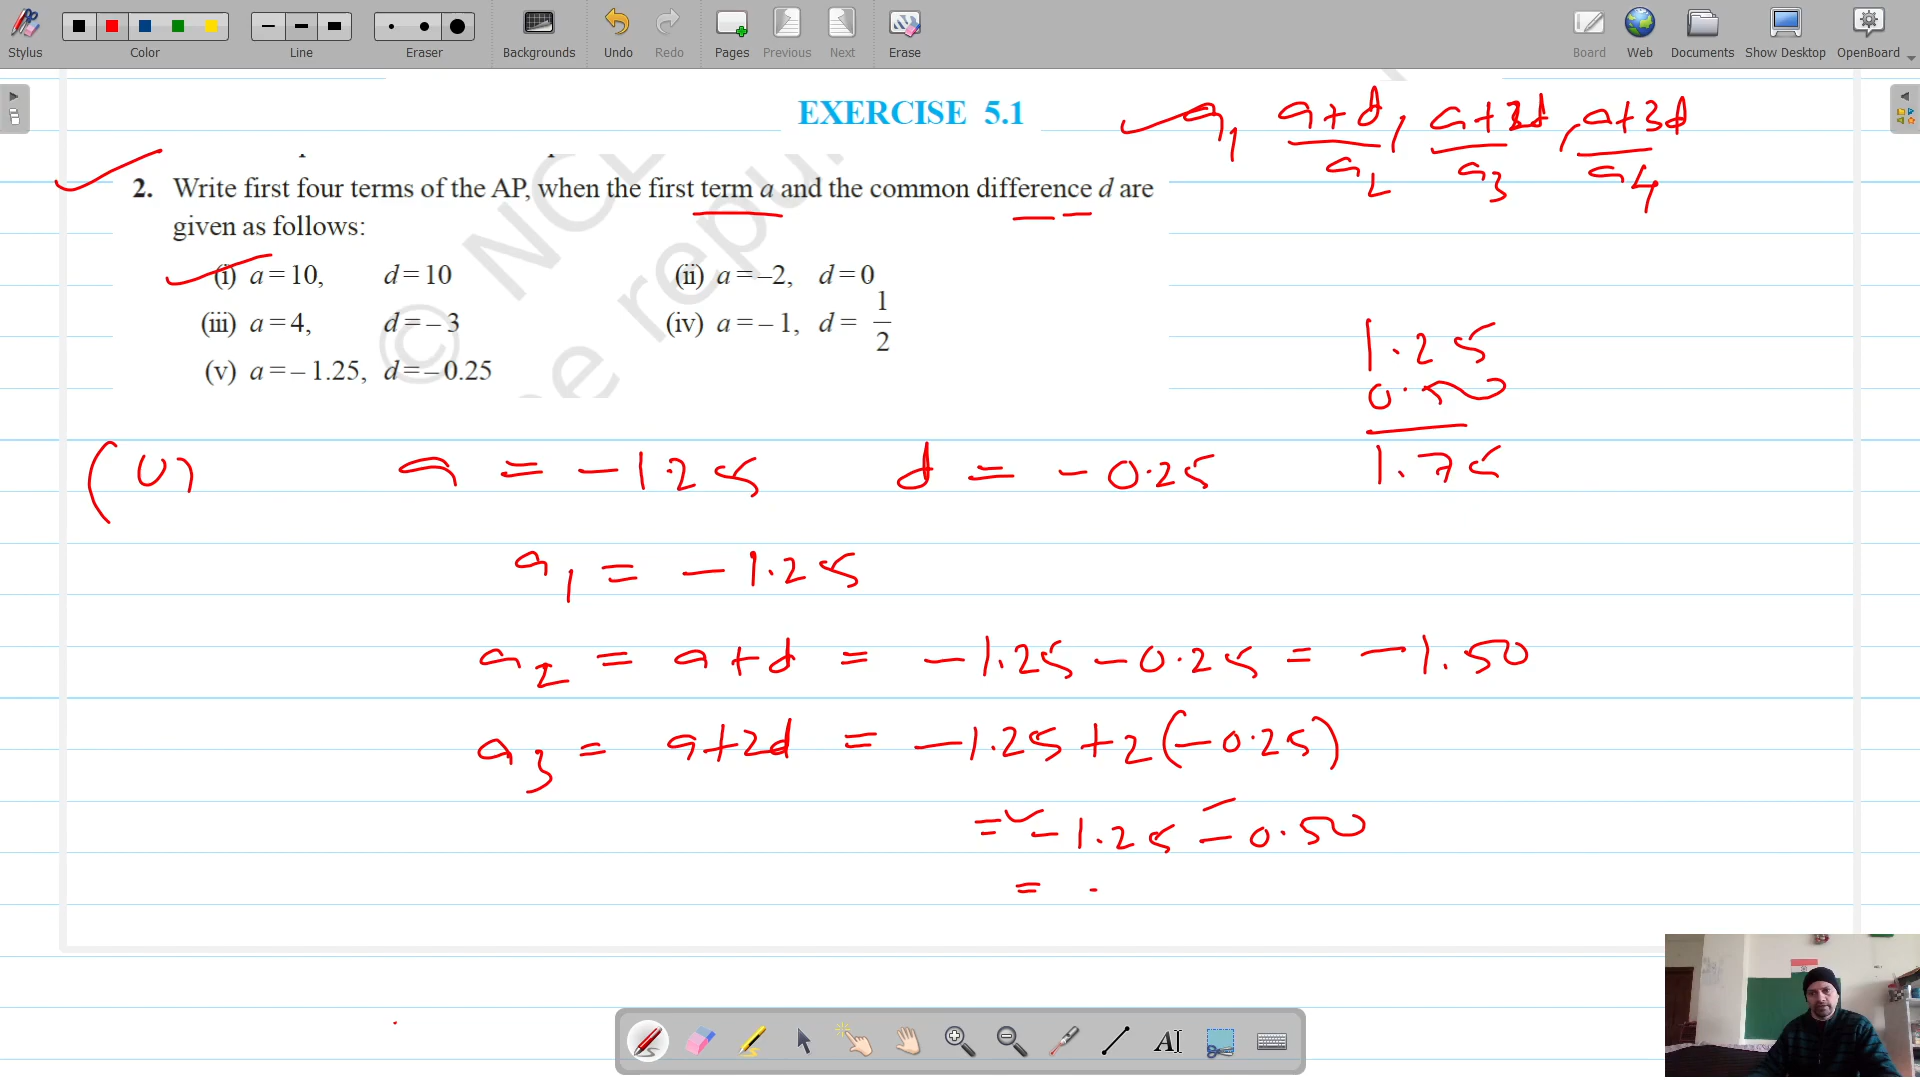 Stylus Color Line Eraser Backgrounds Undo Redo Pages Previous Next Erase Board Web Documents Show Desktop OpenBoard
EXERCISE 5.1
a, a+d, a+2d, a+3d
a2 a3 a4
2. Write first four terms of the AP, when the first term a and the common difference d are
given as follows:
(i) a = 10, d = 10 (ii) a = –2, d = 0
(iii) a = 4, d = – 3 (iv) a = – 1, d = 1/2
(v) a = – 1.25, d = – 0.25
© NCE
e repu
1.25
0.50
1.75
(v) a = -1.25 d = -0.25
a1 = -1.25
a2 = a+d = -1.25 - 0.25 = -1.50
a3 = a+2d = -1.25 + 2(-0.25)
= -1.25 - 0.50
= -